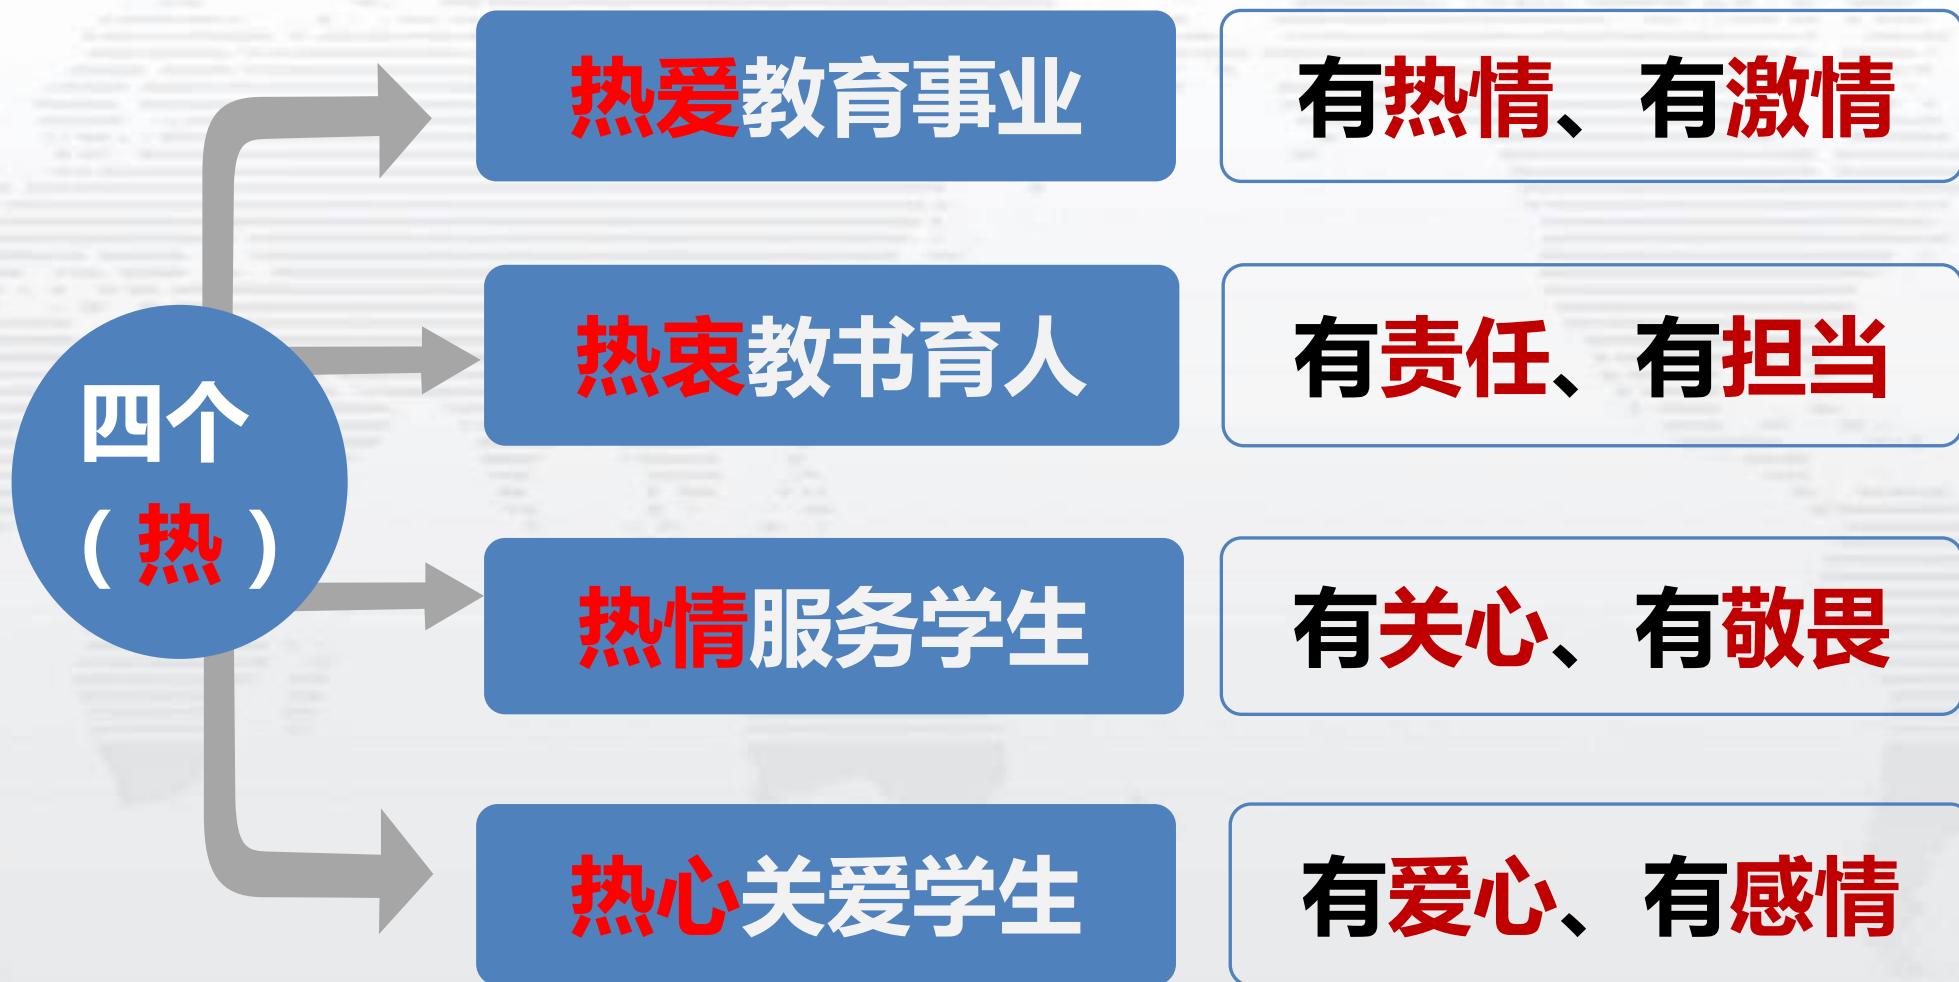 热爱教育事业
有热情、有激情
热衷教书育人
有责任、有担当
四个
（热）
热情服务学生
有关心、有敬畏
热心关爱学生
有爱心、有感情